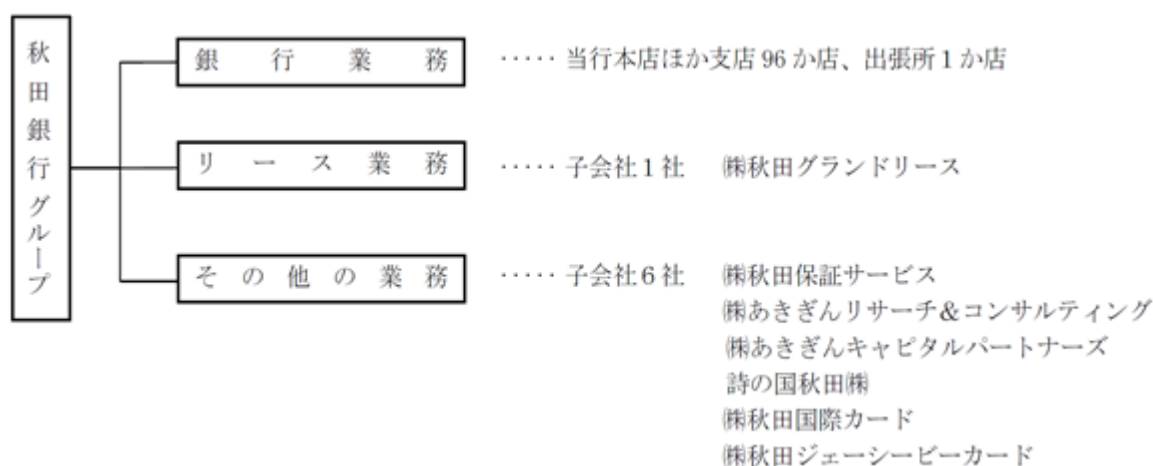 秋田銀行グループ
銀行業務 ‥‥‥ 当行本店ほか支店 96 か店、出張所1か店
リース業務 ‥‥‥ 子会社1社 ㈱秋田グランドリース
その他の業務 ‥‥‥ 子会社6社 ㈱秋田保証サービス
㈱あきぎんリサーチ&コンサルティング
㈱あきぎんキャピタルパートナーズ
詩の国秋田㈱
㈱秋田国際カード
㈱秋田ジェーシービーカード